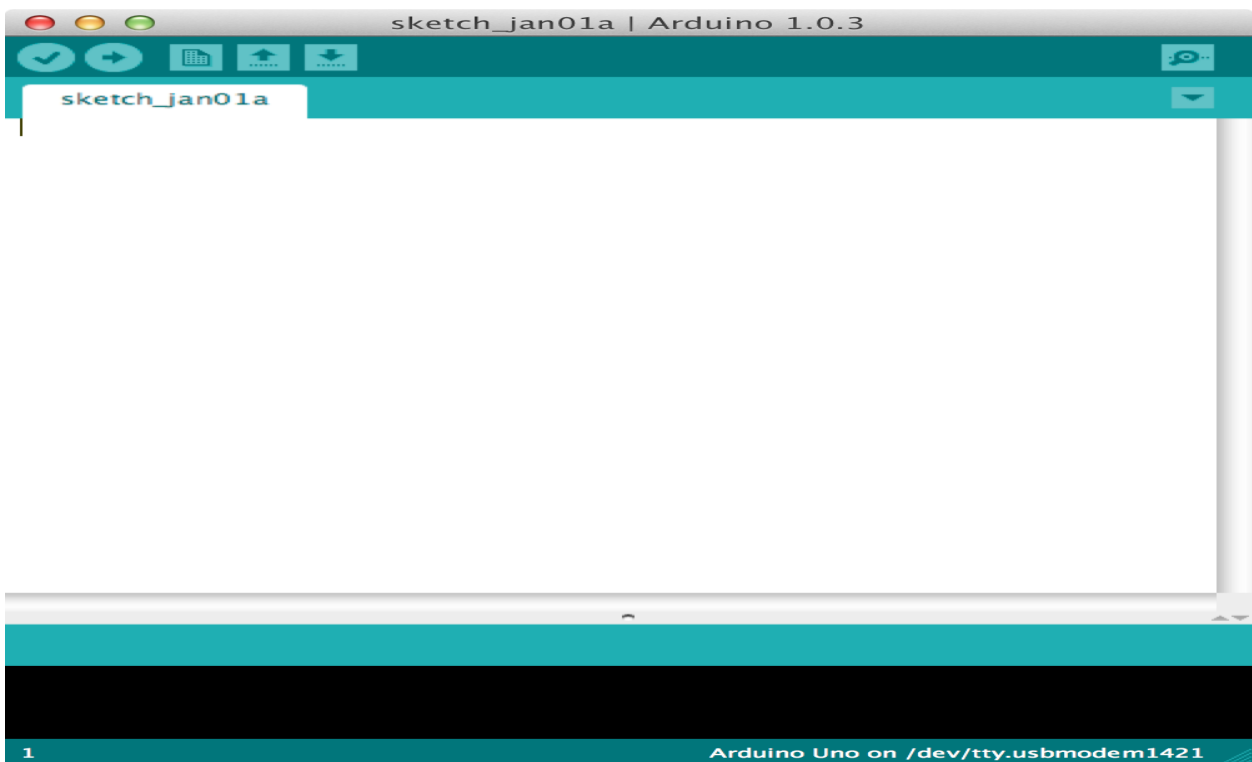 sketch_jan01a | Arduino 1.0.3
sketch_jan01a
1 Arduino Uno on /dev/tty.usbmodem1421